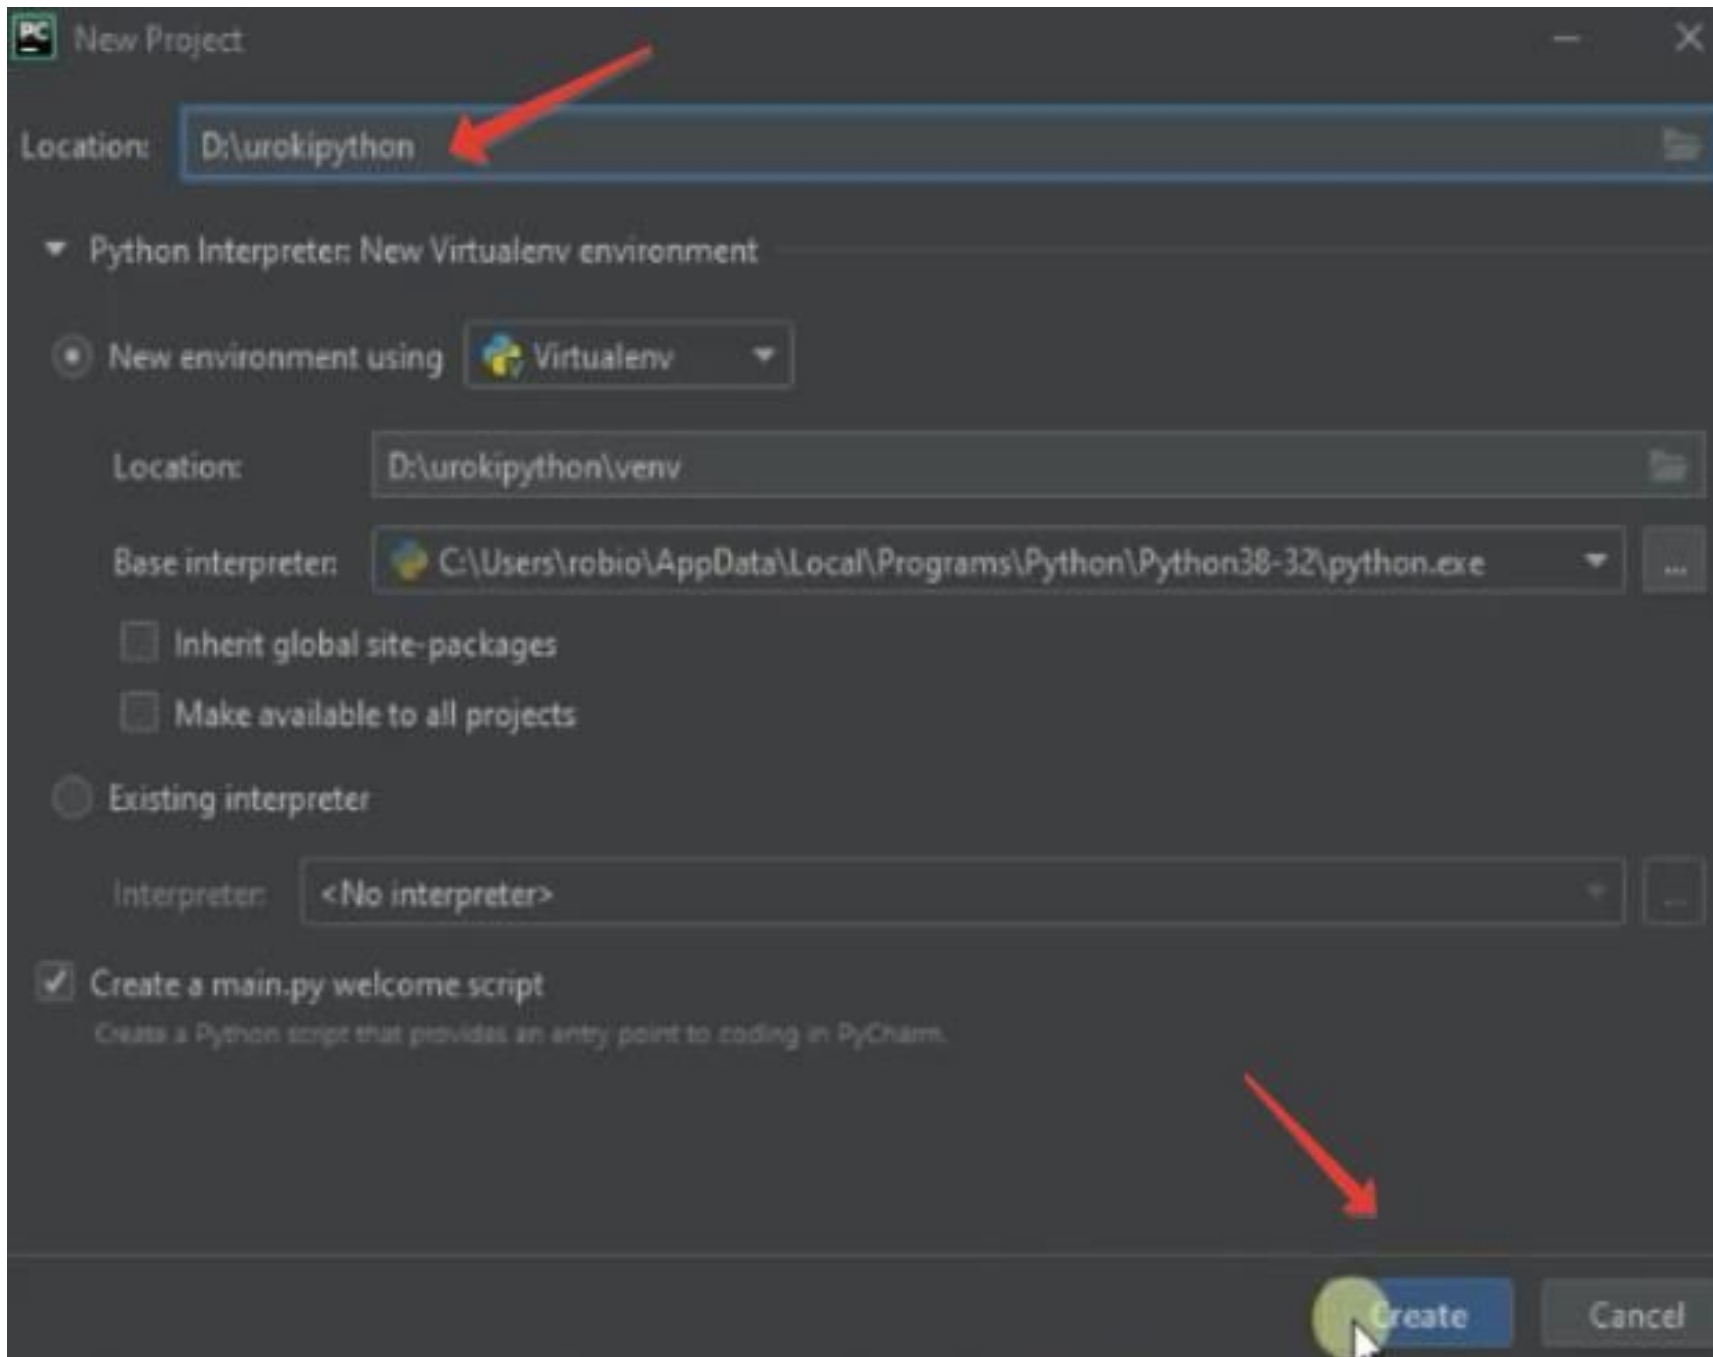 PC New Project
Location: D:\urokipython
Python Interpreter: New Virtualenv environment
New environment using Virtualenv
Location: D:\urokipython\venv
Base interpreter: C:\Users\robio\AppData\Local\Programs\Python\Python38-32\python.exe ...
Inherit global site-packages
Make available to all projects
Existing interpreter
Interpreter: <No interpreter> ...
Create a main.py welcome script
Create a Python script that provides an entry point to coding in PyCharm.
Create Cancel